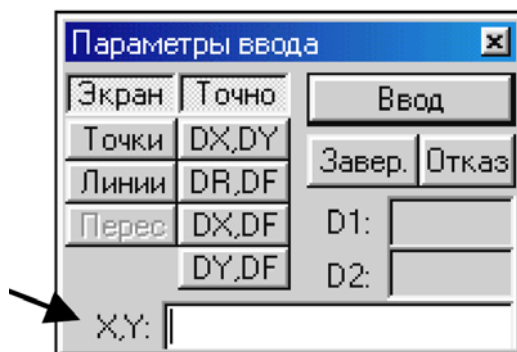 Параметры ввода
Экран Точно Ввод
Точки DX,DY Завер. Отказ
Линии DR,DF
Перес DX,DF D1:
DY,DF D2:
X,Y: